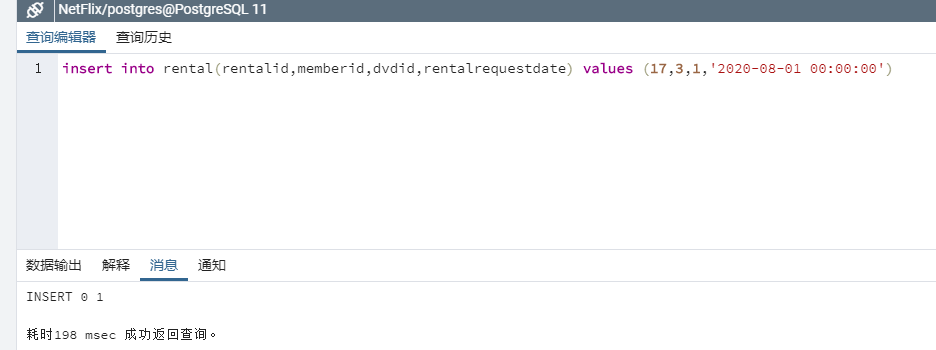 NetFlix/postgres@PostgreSQL 11
查询编辑器 查询历史
1 insert into rental(rentalid,memberid,dvdid,rentalrequestdate) values (17,3,1,'2020-08-01 00:00:00')
数据输出 解释 消息 通知
INSERT 0 1
耗时198 msec 成功返回查询。